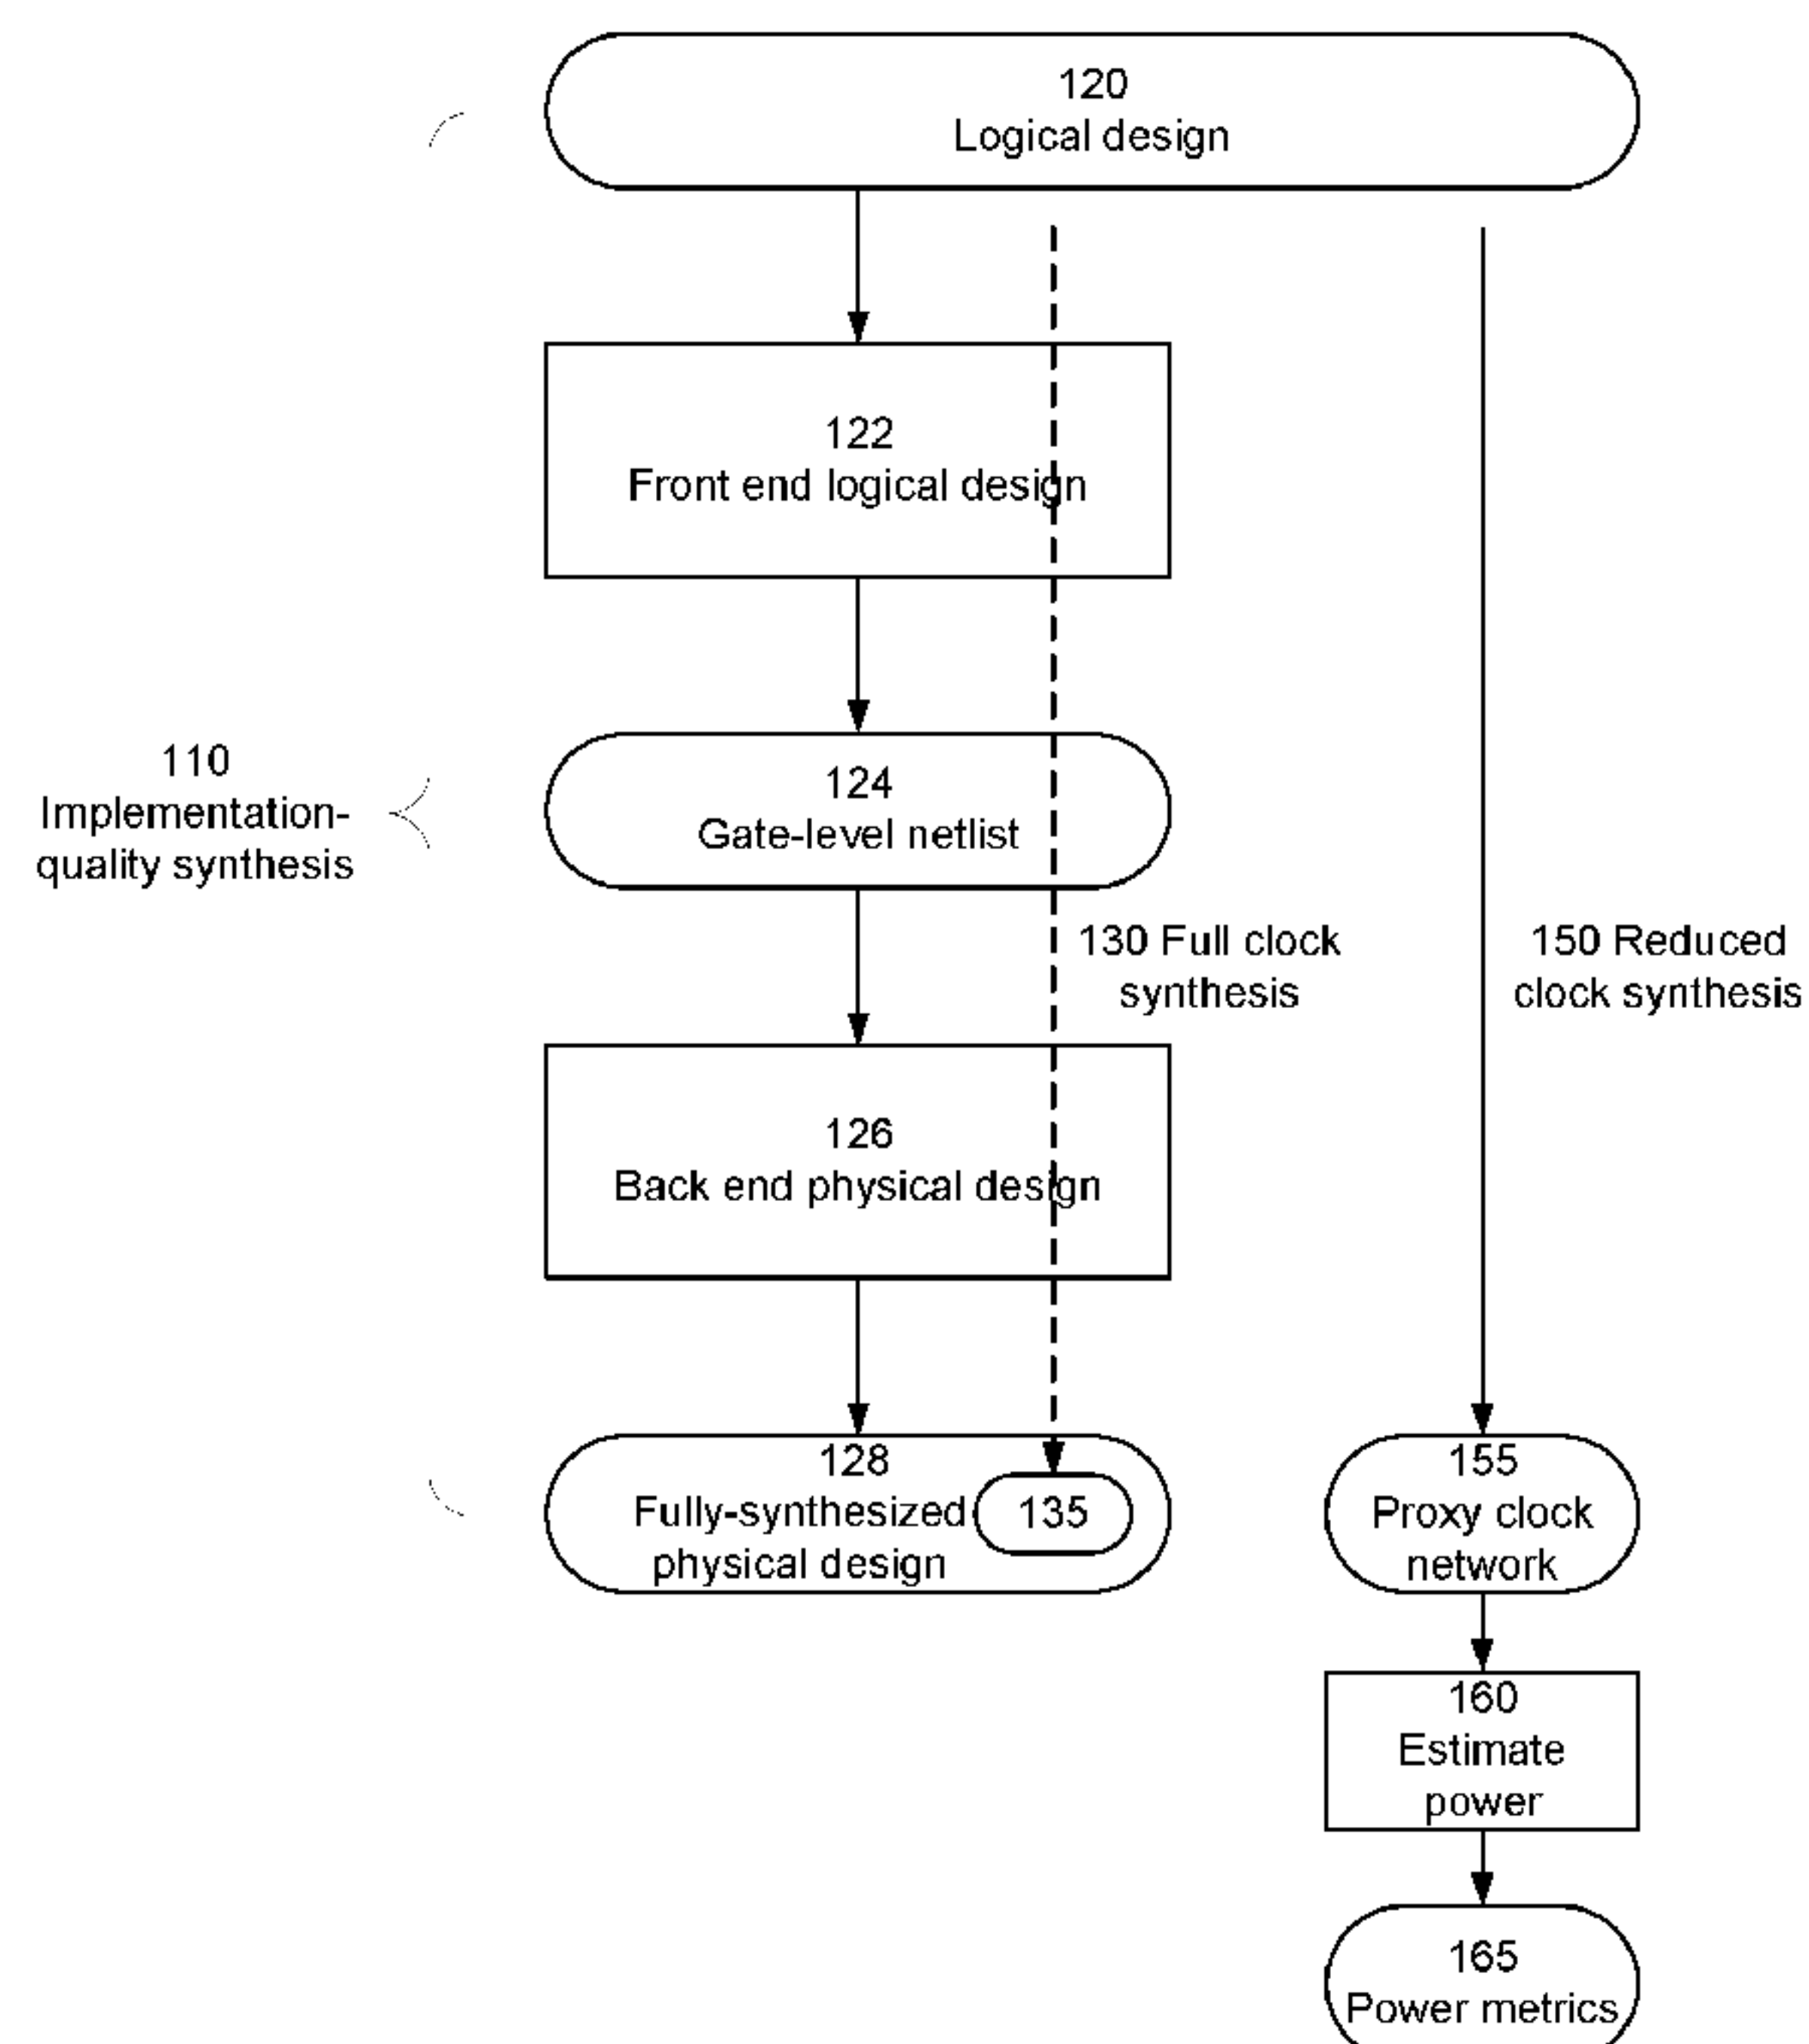 120
Logical design
122
Front end logical design
110
Implementation-
quality synthesis
124
Gate-level netlist
130 Full clock
synthesis
150 Reduced
clock synthesis
126
Back end physical design
128
Fully-synthesized
physical design
135
155
Proxy clock
network
160
Estimate
power
165
Power metrics